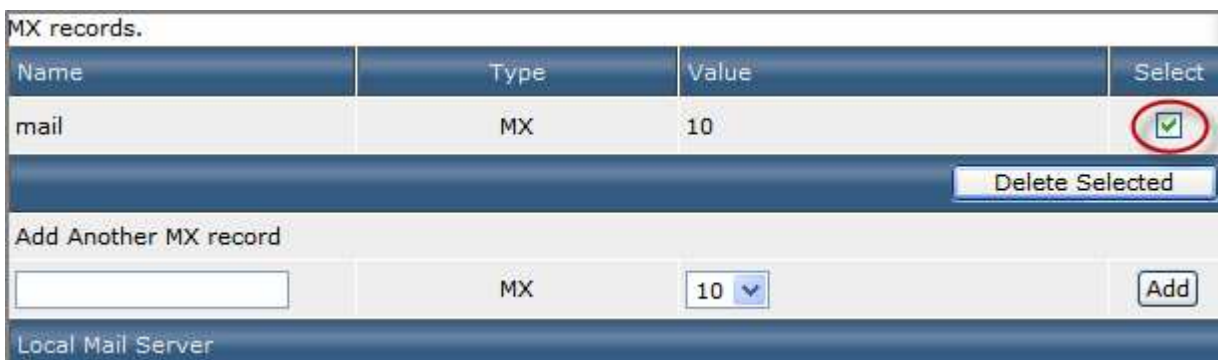 MX records.
Name Type Value Select
mail MX 10
Delete Selected
Add Another MX record
MX 10 Add
Local Mail Server